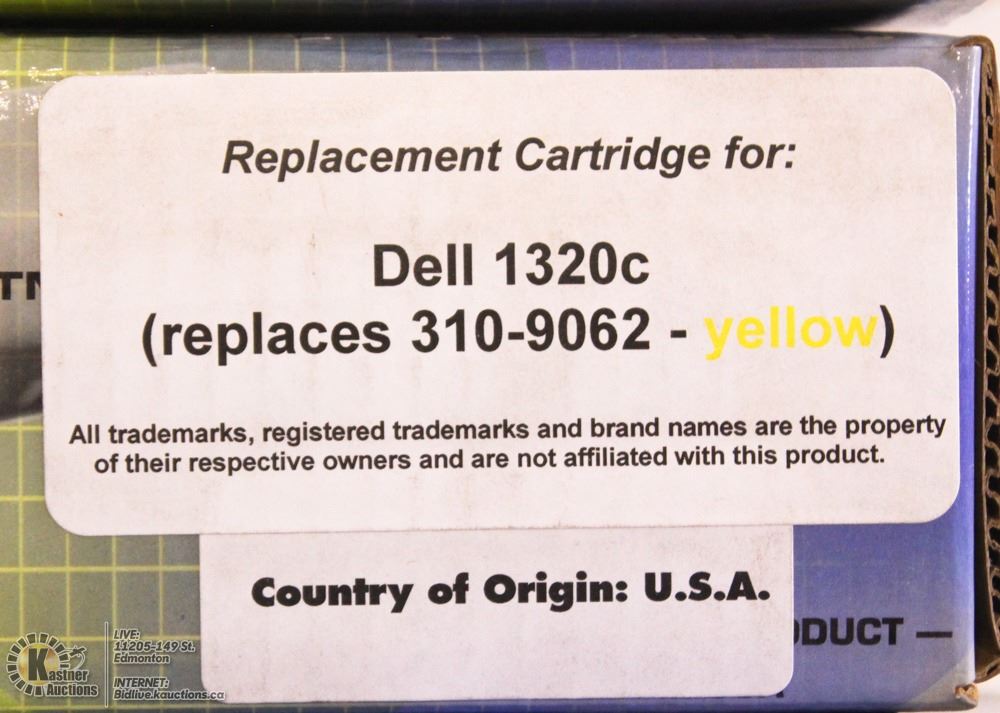 Replacement Cartridge for:
Dell 1320c
(replaces 310-9062 - yellow)
All trademarks, registered trademarks and brand names are the property
of their respective owners and are not affiliated with this product.
Country of Origin: U.S.A.
Kastner
Auctions
LIVE:
11205-149 St.
Edmonton
INTERNET:
Bidlive.kauctions.ca